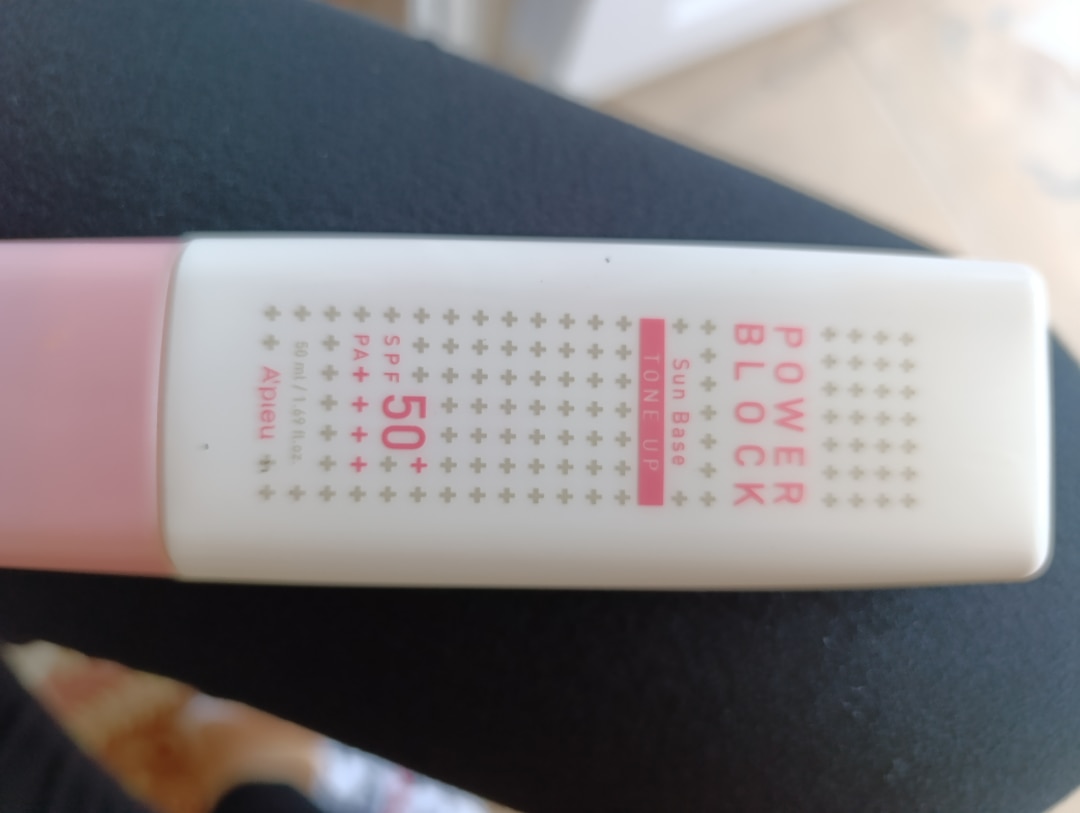 POWER
BLOCK
Sun Base
TONE UP
SPF 50+
PA++++
50 ml / 1.69 fl.oz.
A'pieu